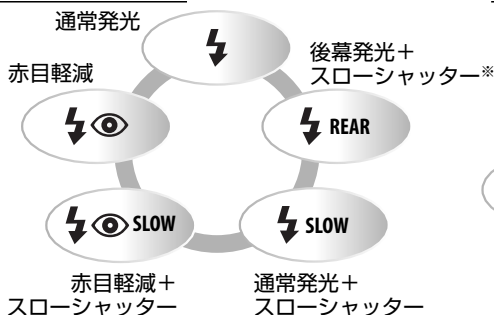 通常発光
後幕発光＋
スローシャッター※
赤目軽減
REAR
SLOW
SLOW
赤目軽減＋
スローシャッター
通常発光＋
スローシャッター